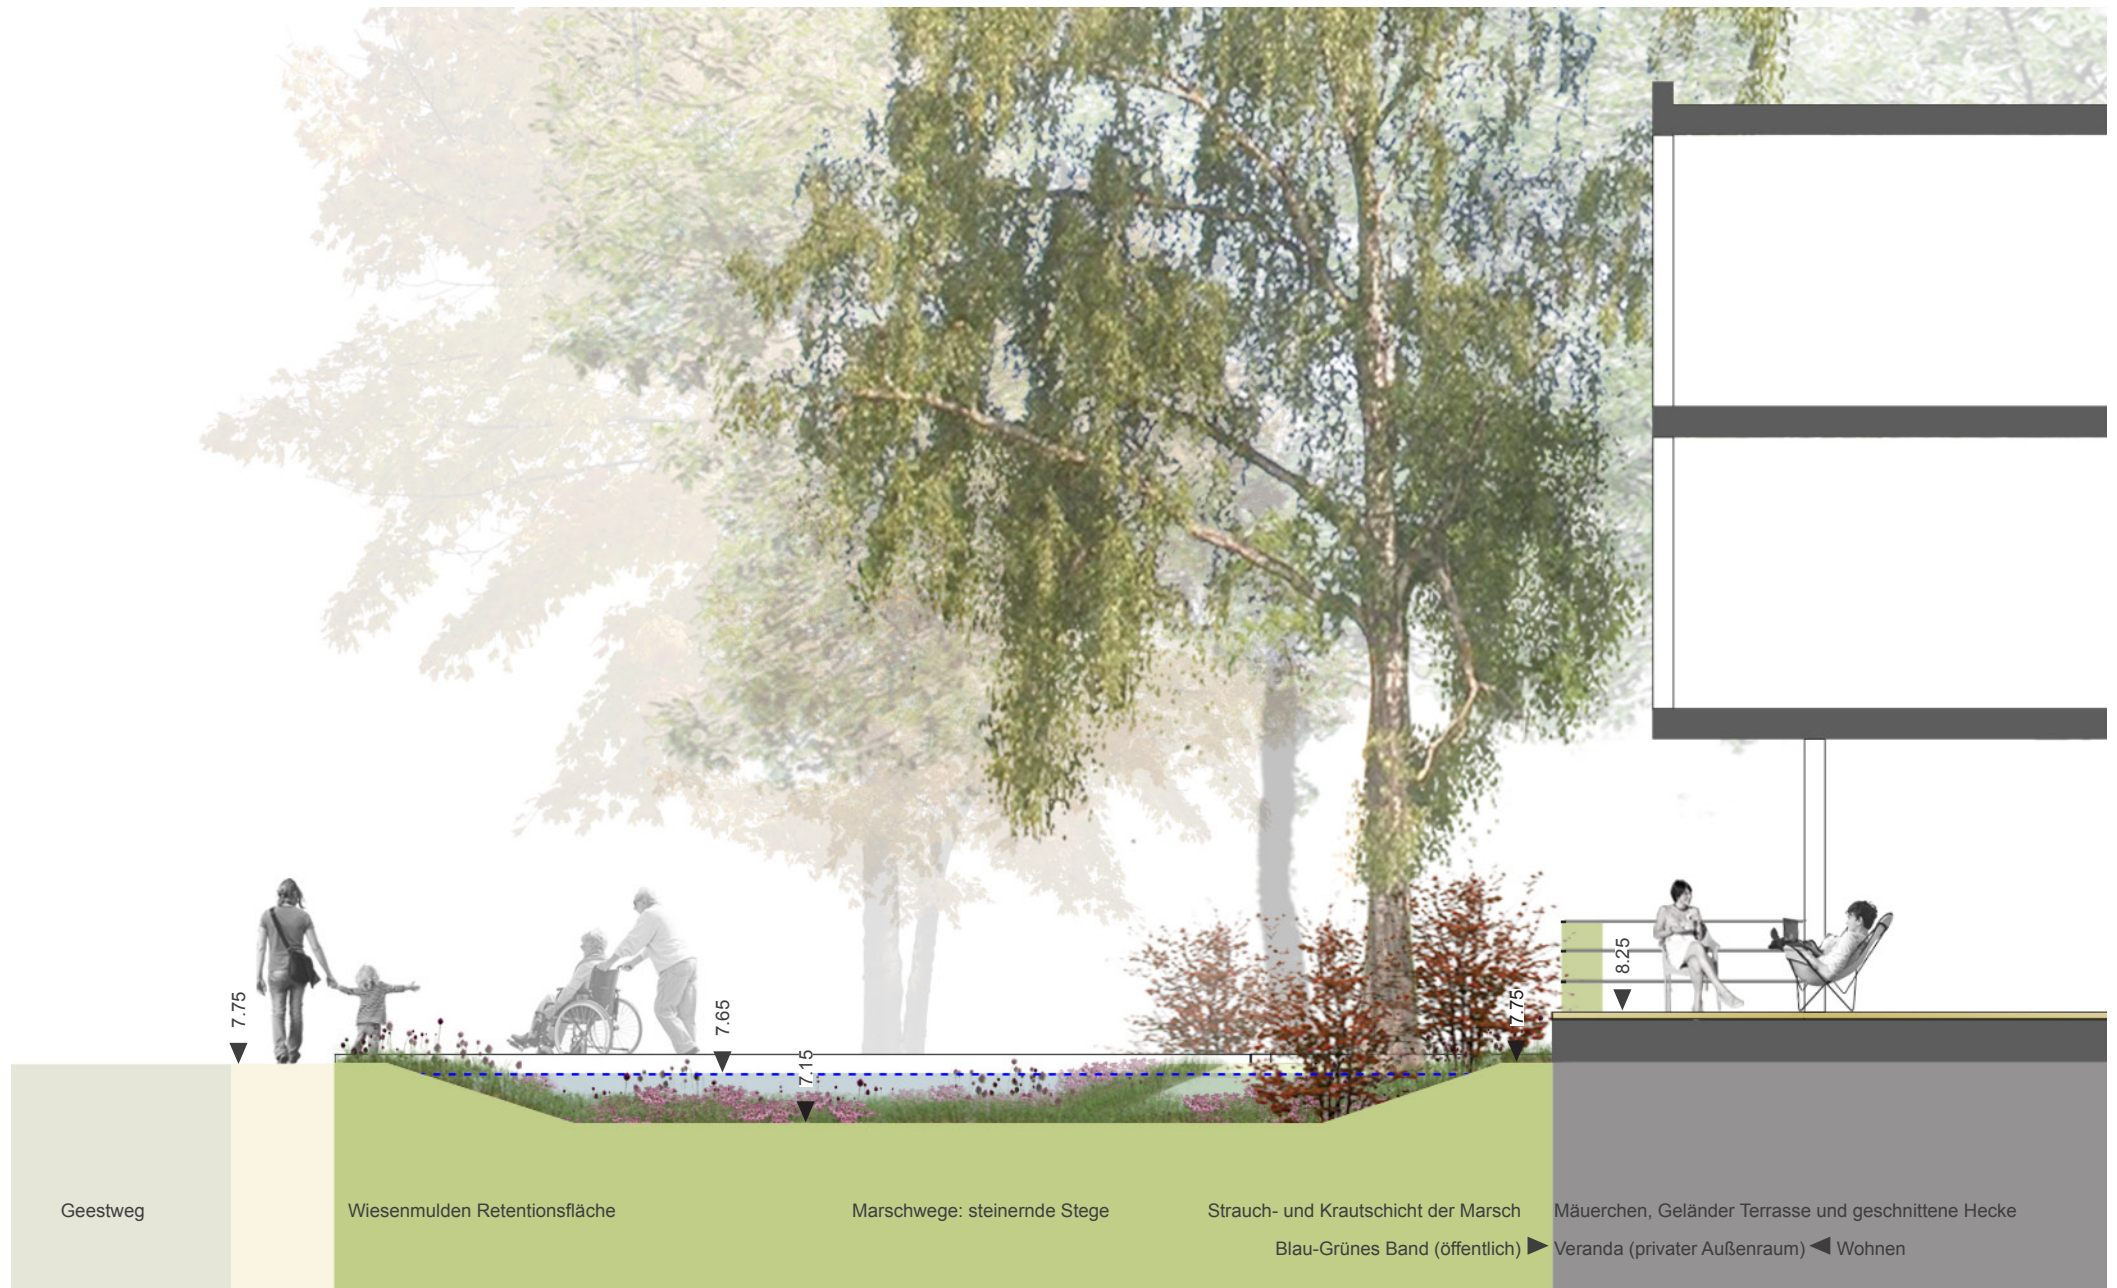 7.75
7.65
7.15
7.75
8.25
Geestweg
Wiesenmulden Retentionsfläche
Marschwege: steinernde Stege
Strauch- und Krautschicht der Marsch
Mäuerchen, Geländer Terrasse und geschnittene Hecke
Blau-Grünes Band (öffentlich)
Veranda (privater Außenraum)
Wohnen